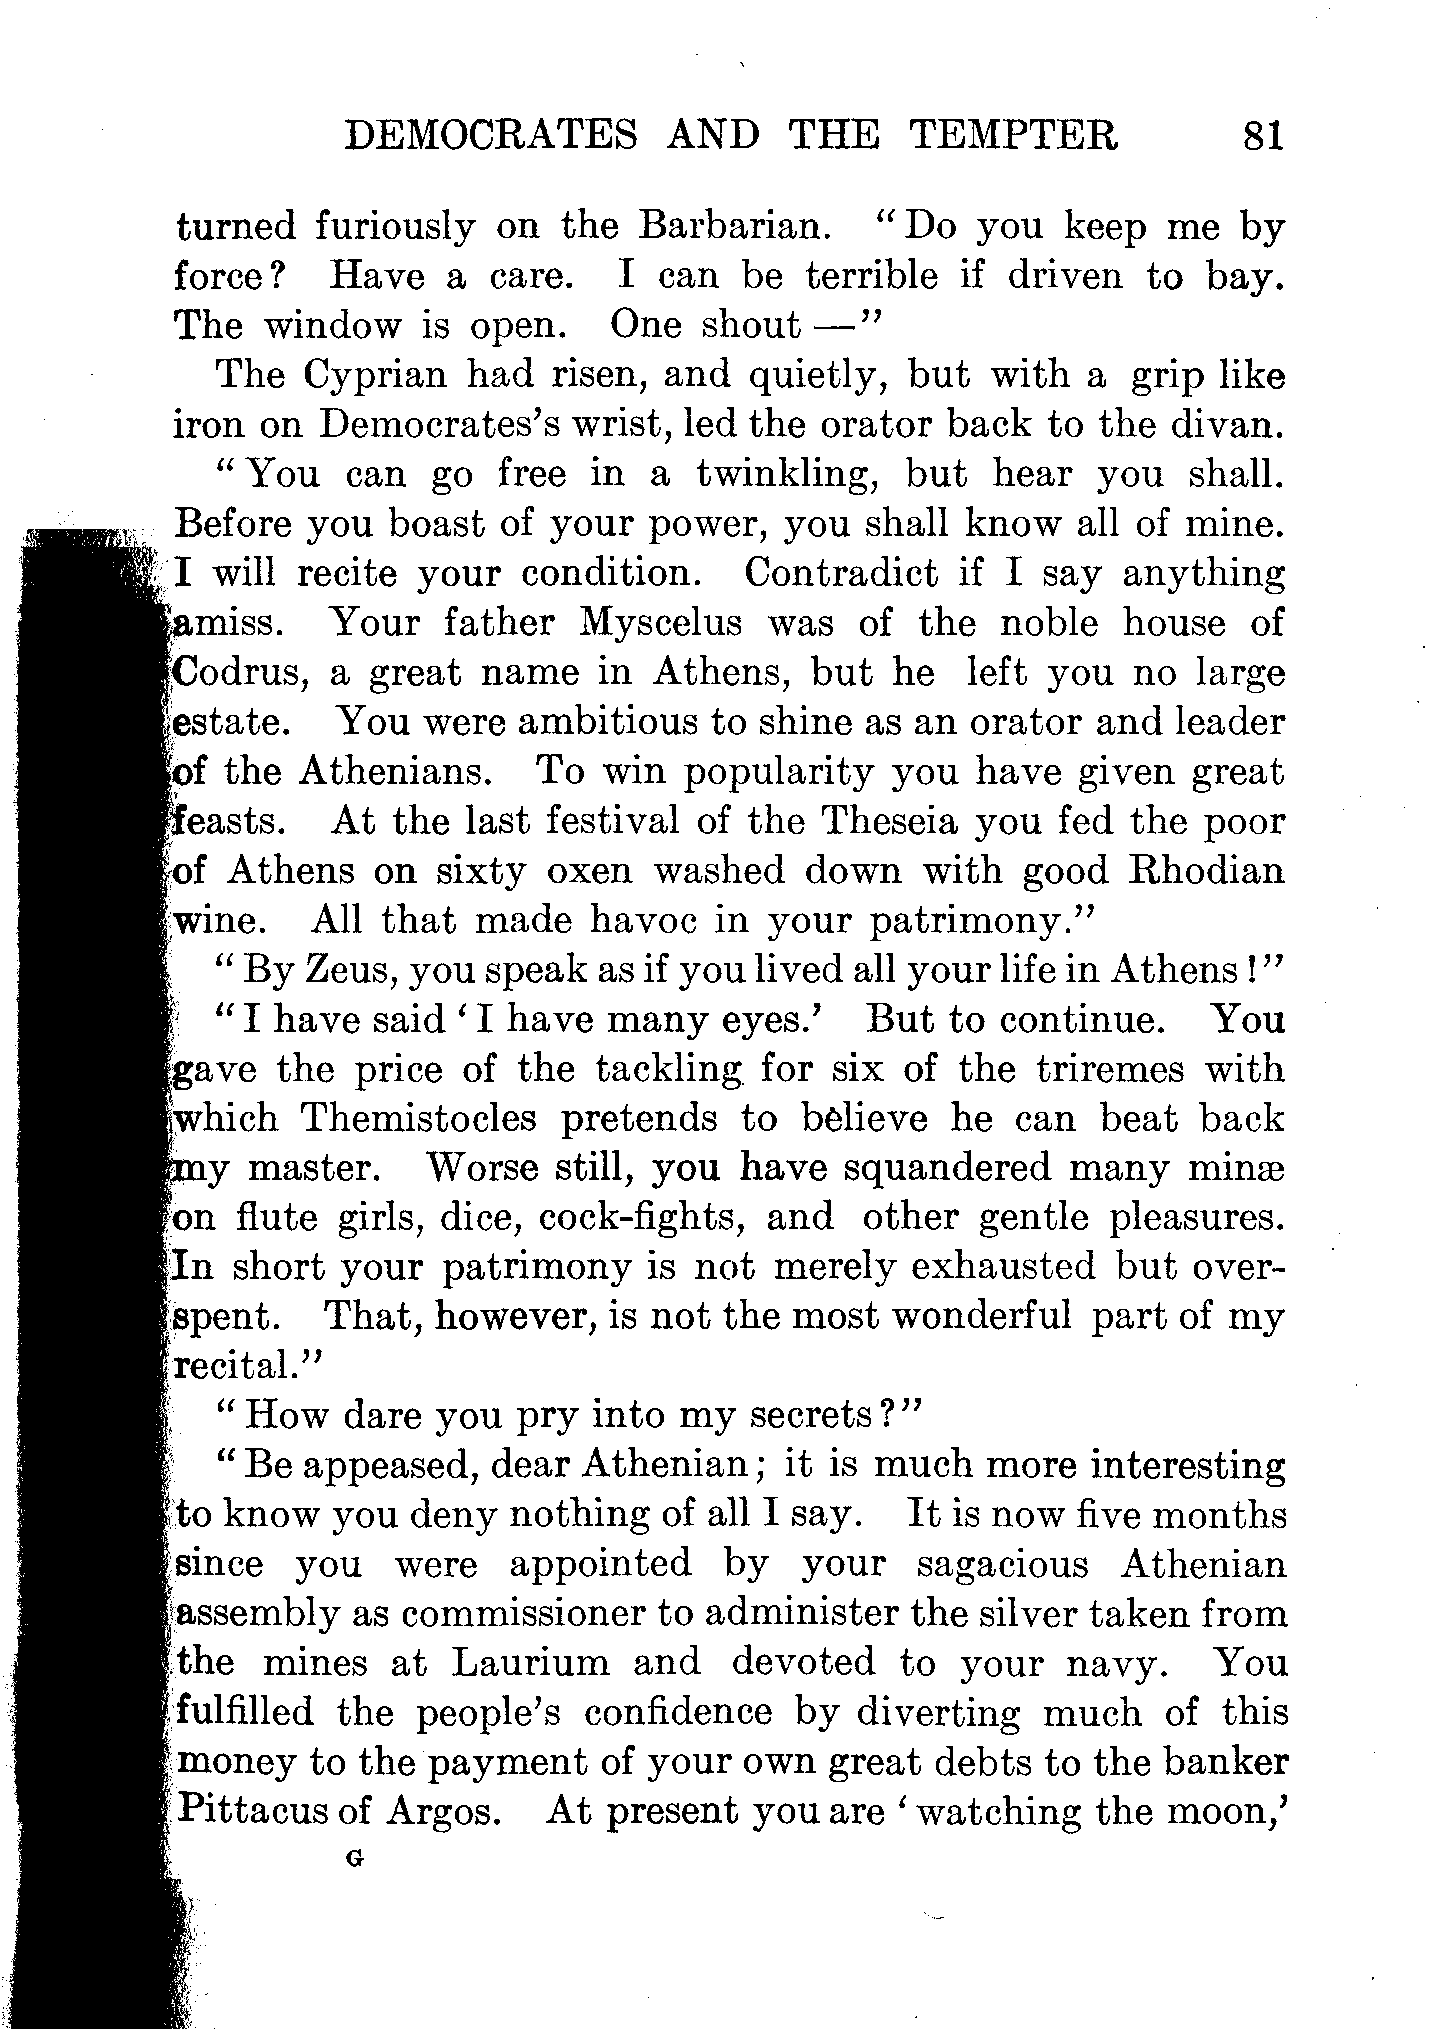 DEMOCRATES AND THE TEMPTER 81
turned furiously on the Barbarian. "Do you keep me by
force? Have a care. I can be terrible if driven to bay.
The window is open. One shout —"
The Cyprian had risen, and quietly, but with a grip like
iron on Democrates's wrist, led the orator back to the divan.
"You can go free in a twinkling, but hear you shall.
Before you boast of your power, you shall know all of mine.
I will recite your condition. Contradict if I say anything
amiss. Your father Myscelus was of the noble house of
Codrus, a great name in Athens, but he left you no large
estate. You were ambitious to shine as an orator and leader
of the Athenians. To win popularity you have given great
feasts. At the last festival of the Theseia you fed the poor
of Athens on sixty oxen washed down with good Rhodian
wine. All that made havoc in your patrimony."
"By Zeus, you speak as if you lived all your life in Athens!"
"I have said 'I have many eyes.' But to continue. You
gave the price of the tackling for six of the triremes with
which Themistocles pretends to believe he can beat back
my master. Worse still, you have squandered many minæ
on flute girls, dice, cock-fights, and other gentle pleasures.
In short your patrimony is not merely exhausted but over-
spent. That, however, is not the most wonderful part of my
recital."
"How dare you pry into my secrets?"
"Be appeased, dear Athenian; it is much more interesting
to know you deny nothing of all I say. It is now five months
since you were appointed by your sagacious Athenian
assembly as commissioner to administer the silver taken from
the mines at Laurium and devoted to your navy. You
fulfilled the people's confidence by diverting much of this
money to the payment of your own great debts to the banker
Pittacus of Argos. At present you are 'watching the moon,'
G